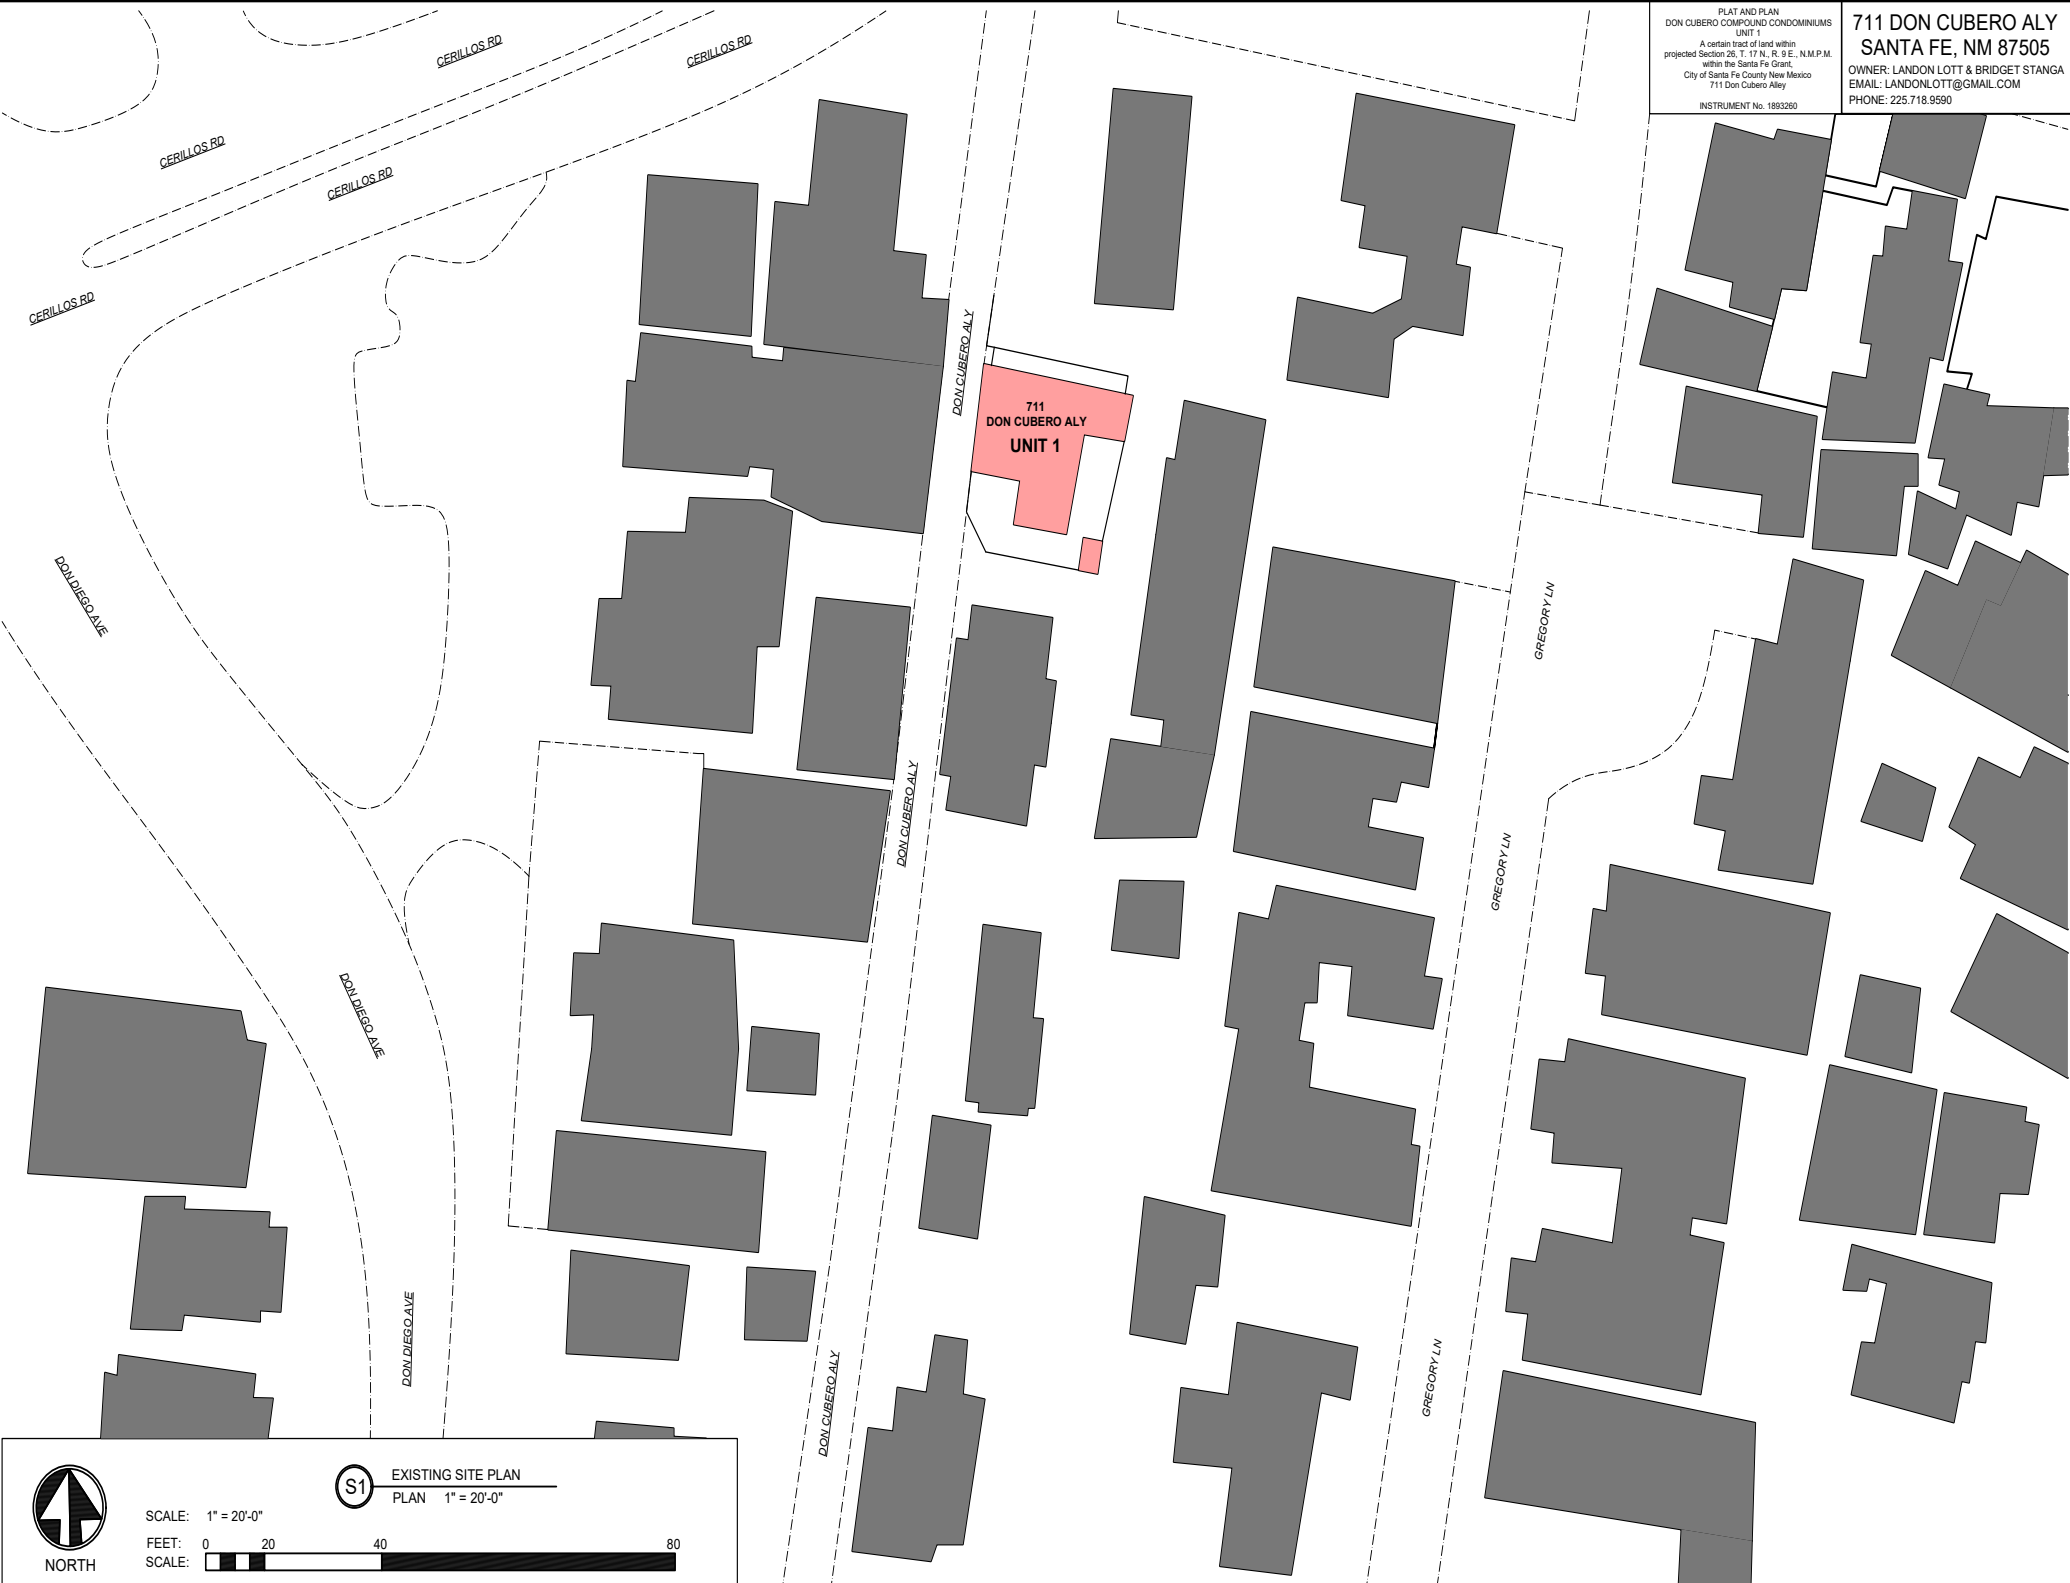 PLAT AND PLAN
DON CUBERO COMPOUND CONDOMINIUMS
UNIT 1
A certain tract of land within
projected Section 26, T. 17 N., R. 9 E., N.M.P.M.
within the Santa Fe Grant,
City of Santa Fe County New Mexico
711 Don Cubero Alley
INSTRUMENT No. 1893260
711 DON CUBERO ALY
SANTA FE, NM 87505
OWNER: LANDON LOTT & BRIDGET STANGA
EMAIL: LANDONLOTT@GMAIL.COM
PHONE: 225.718.9590
CERILLOS RD
CERILLOS RD
CERILLOS RD
CERILLOS RD
CERILLOS RD
DON CUBERO ALY
711
DON CUBERO ALY
UNIT 1
DON DIEGO AVE
GREGORY LN
DON CUBERO ALY
GREGORY LN
DON DIEGO AVE
DON DIEGO AVE
DON CUBERO ALY
GREGORY LN
S1
EXISTING SITE PLAN
PLAN 1" = 20'-0"
SCALE: 1" = 20'-0"
FEET: 0 20 40 80
SCALE:
NORTH